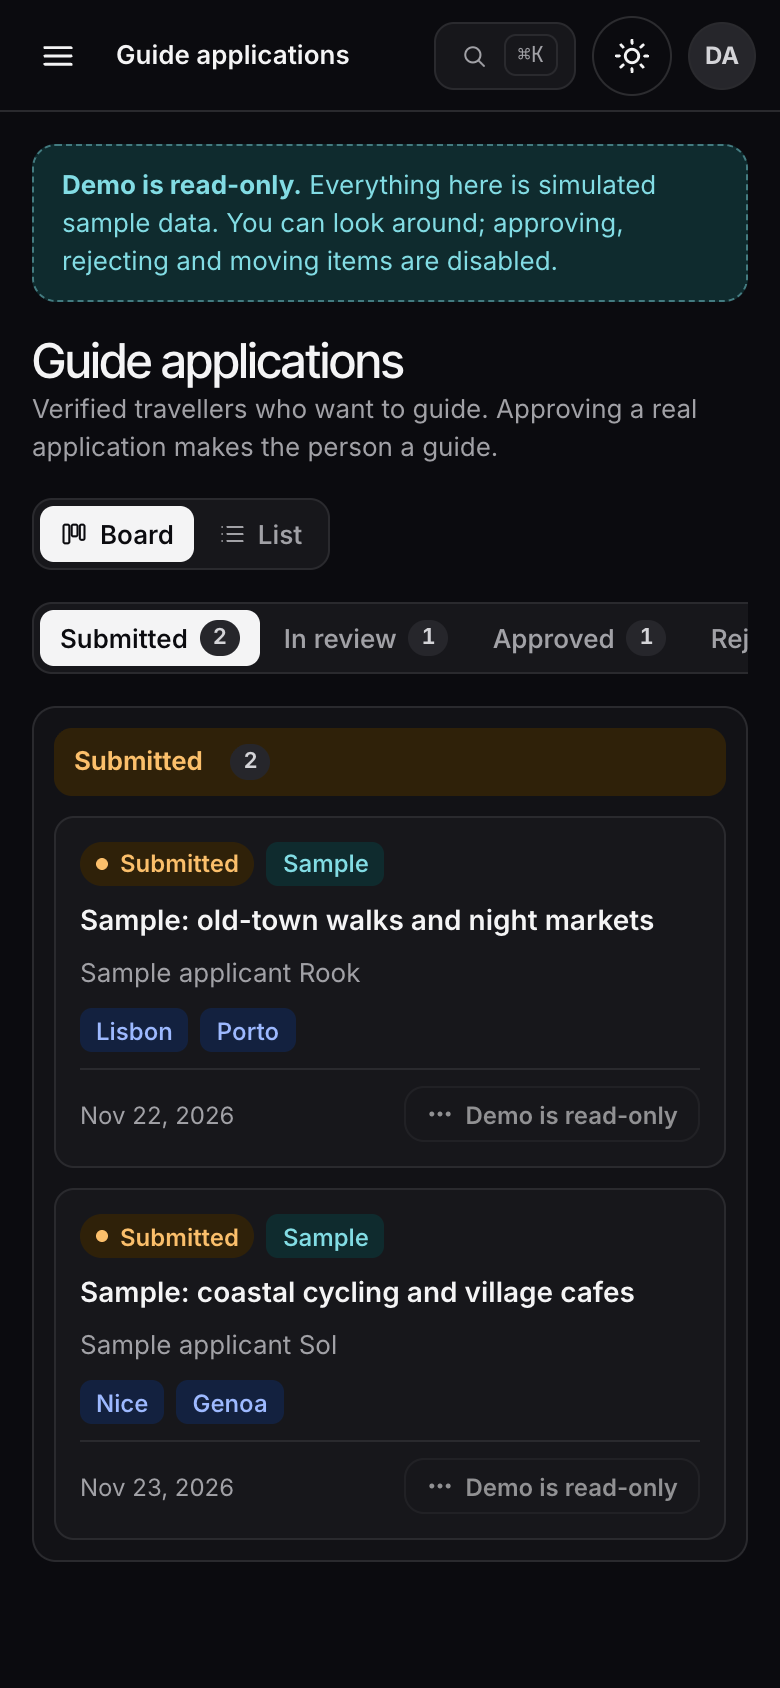 Guide applications
⌘K
DA
Demo is read-only. Everything here is simulated
sample data. You can look around; approving,
rejecting and moving items are disabled.
Guide applications
Verified travellers who want to guide. Approving a real
application makes the person a guide.
Board
List
Submitted 2
In review 1
Approved 1
Rej
Submitted 2
Submitted
Sample
Sample: old-town walks and night markets
Sample applicant Rook
Lisbon
Porto
Nov 22, 2026
Demo is read-only
Submitted
Sample
Sample: coastal cycling and village cafes
Sample applicant Sol
Nice
Genoa
Nov 23, 2026
Demo is read-only